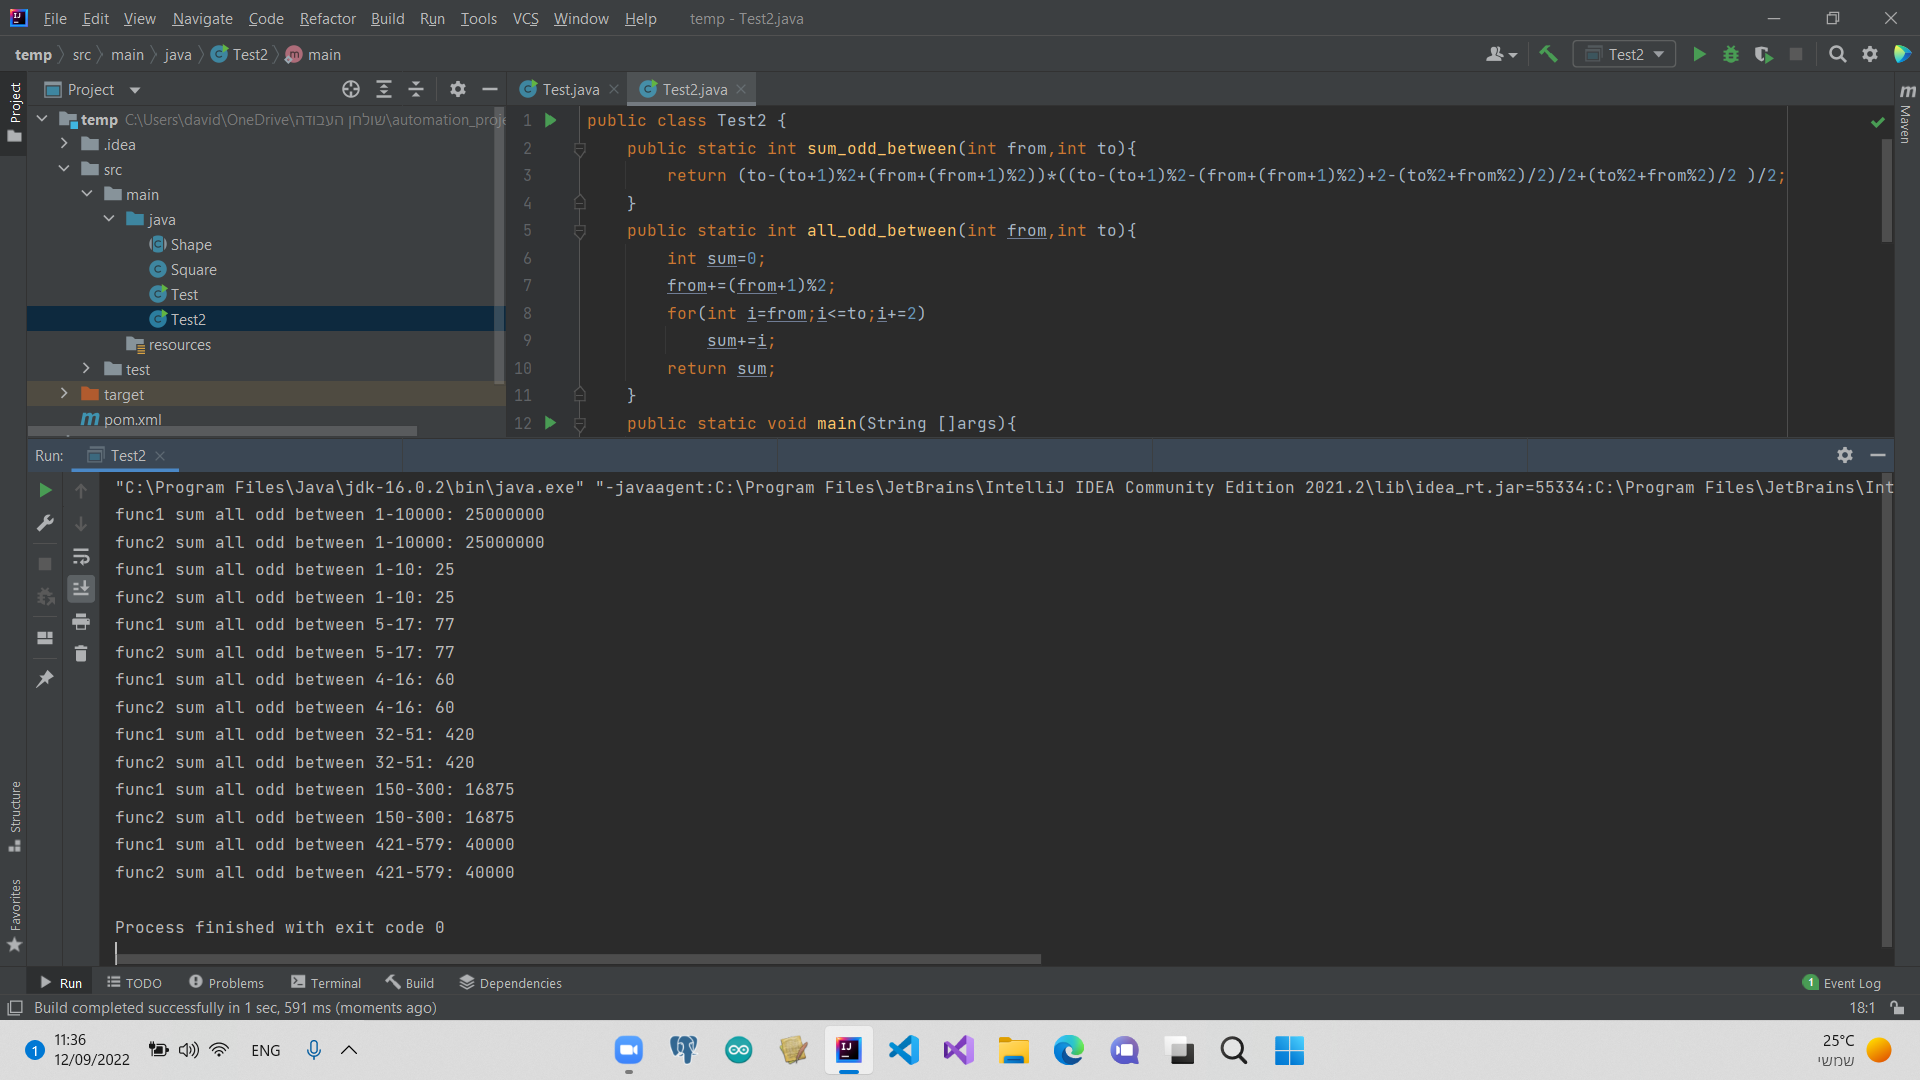 File Edit View Navigate Code Refactor Build Run Tools VCS Window Help temp - Test2.java
temp src main java Test2 main Test2
Project
Project
Test.java Test2.java
Maven
temp C:\Users\david\OneDrive\שולחן העבודה\automation_proje
.idea
src
main
java
Shape
Square
Test
Test2
resources
test
target
pom.xml
1 public class Test2 {
2 public static int sum_odd_between(int from,int to){
3 return (to-(to+1)%2+(from+(from+1)%2))*((to-(to+1)%2-(from+(from+1)%2)+2-(to%2+from%2)/2)/2+(to%2+from%2)/2 )/2;
4 }
5 public static int all_odd_between(int from,int to){
6 int sum=0;
7 from+=(from+1)%2;
8 for(int i=from;i<=to;i+=2)
9 sum+=i;
10 return sum;
11 }
12 public static void main(String []args){
Run: Test2
"C:\Program Files\Java\jdk-16.0.2\bin\java.exe" "-javaagent:C:\Program Files\JetBrains\IntelliJ IDEA Community Edition 2021.2\lib\idea_rt.jar=55334:C:\Program Files\JetBrains\Int
func1 sum all odd between 1-10000: 25000000
func2 sum all odd between 1-10000: 25000000
func1 sum all odd between 1-10: 25
func2 sum all odd between 1-10: 25
func1 sum all odd between 5-17: 77
func2 sum all odd between 5-17: 77
func1 sum all odd between 4-16: 60
func2 sum all odd between 4-16: 60
func1 sum all odd between 32-51: 420
func2 sum all odd between 32-51: 420
func1 sum all odd between 150-300: 16875
func2 sum all odd between 150-300: 16875
func1 sum all odd between 421-579: 40000
func2 sum all odd between 421-579: 40000
Process finished with exit code 0
Structure
Favorites
Run TODO Problems Terminal Build Dependencies 1 Event Log
Build completed successfully in 1 sec, 591 ms (moments ago) 18:1
1 11:36
12/09/2022
ENG
25°C
שמשי